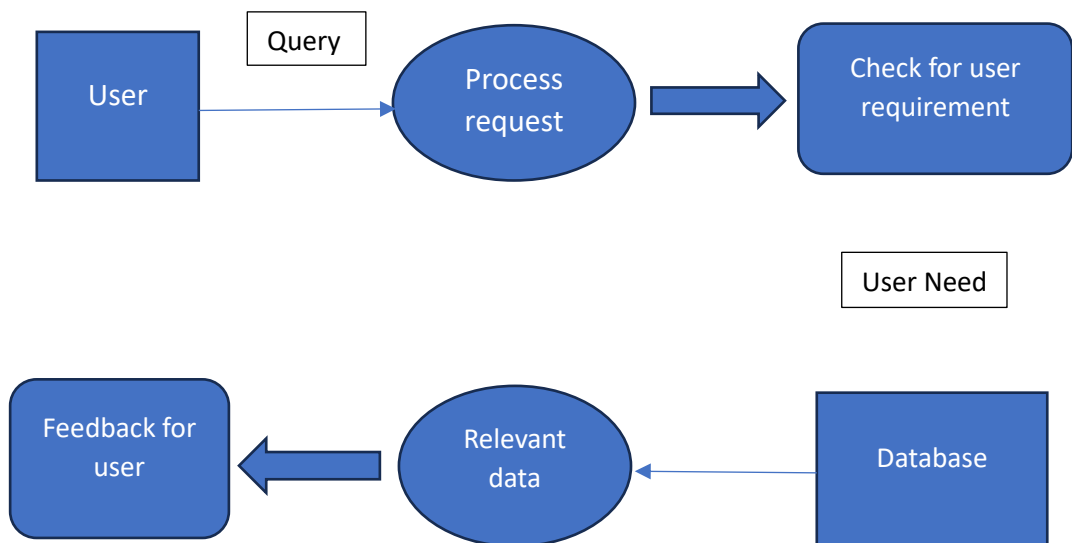 Query
User
Process
request
Check for user
requirement
User Need
Feedback for
user
Relevant
data
Database